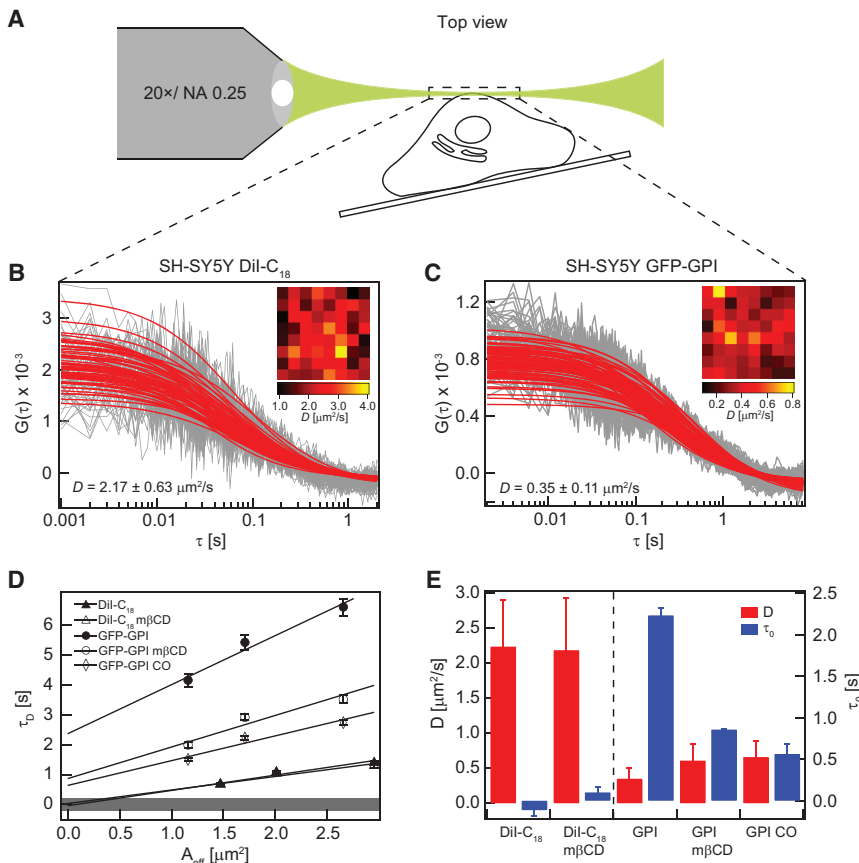 A
Top view
20×/ NA 0.25
B
SH-SY5Y DiI-C18
G(τ) x 10-3
3
2
1
0
1.0
4.0
D [μm2/s]
D = 2.17 ± 0.63 μm2/s
0.001
0.01
0.1
1
τ [s]
C
SH-SY5Y GFP-GPI
G(τ) x 10-3
1.2
0.8
0.4
0.0
0.2
0.4
0.6
0.8
D [μm2/s]
D = 0.35 ± 0.11 μm2/s
0.01
0.1
1
τ [s]
D
DiI-C18
DiI-C18 mβCD
GFP-GPI
GFP-GPI mβCD
GFP-GPI CO
τD [s]
6
5
4
3
2
1
0
0.0
0.5
1.0
1.5
2.0
2.5
Aeff [μm2]
E
D
τ0
D [μm2/s]
3.0
2.5
2.0
1.5
1.0
0.5
0.0
τ0 [s]
2.5
2.0
1.5
1.0
0.5
0.0
DiI-C18
DiI-C18
mβCD
GPI
GPI
mβCD
GPI CO